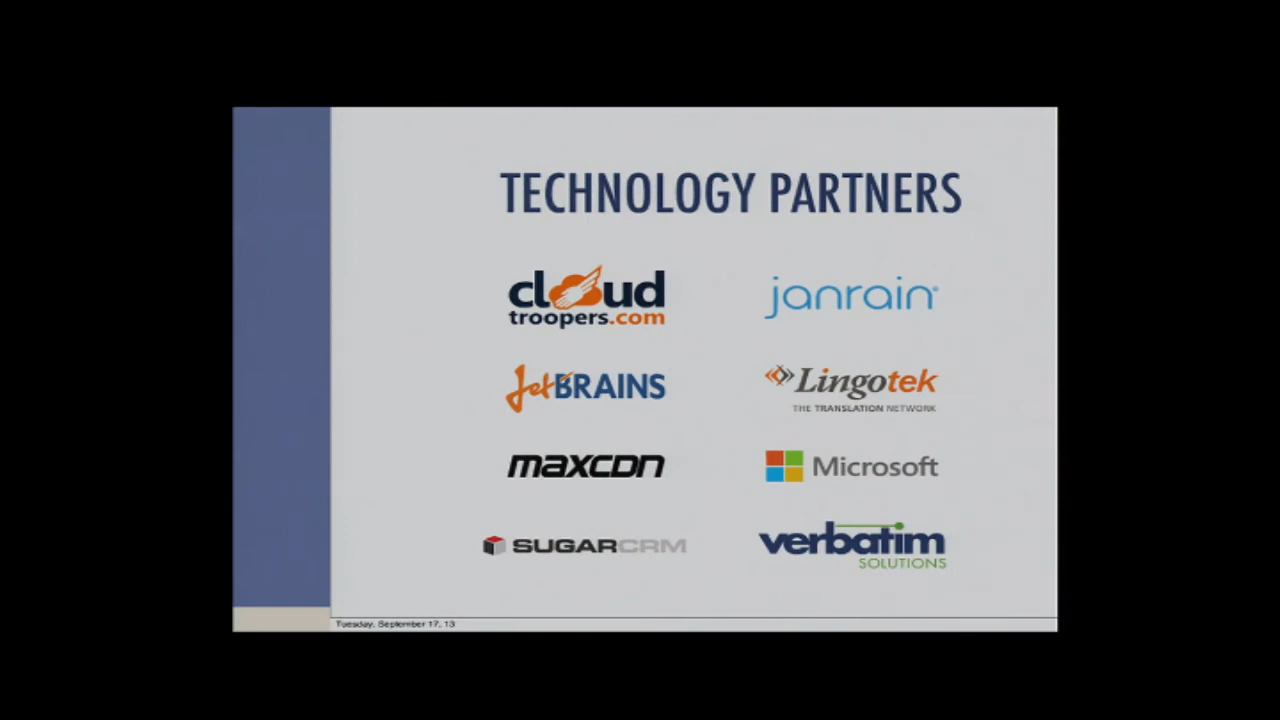 TECHNOLOGY PARTNERS
cloud
troopers.com
janrain®
JetBRAINS
Lingotek
THE TRANSLATION NETWORK
maxcdn
Microsoft
SUGARCRM
verbatim
SOLUTIONS
Tuesday, September 17, 13